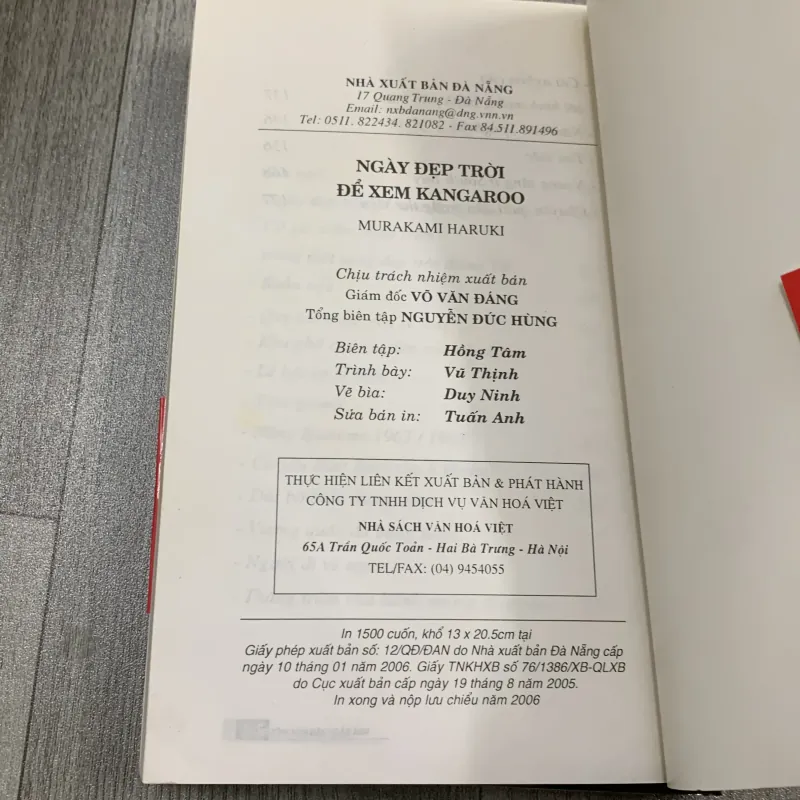 NHÀ XUẤT BẢN ĐÀ NẴNG
17 Quang Trung - Đà Nẵng
Email: nxbdanang@dng.vnn.vn
Tel: 0511. 822434. 821082 - Fax 84.511.891496
NGÀY ĐẸP TRỜI
ĐỂ XEM KANGAROO
MURAKAMI HARUKI
Chịu trách nhiệm xuất bản
Giám đốc VÕ VĂN ĐÁNG
Tổng biên tập NGUYỄN ĐỨC HÙNG
Biên tập: Hồng Tâm
Trình bày: Vũ Thịnh
Vẽ bìa: Duy Ninh
Sửa bản in: Tuấn Anh
THỰC HIỆN LIÊN KẾT XUẤT BẢN & PHÁT HÀNH
CÔNG TY TNHH DỊCH VỤ VĂN HOÁ VIỆT
NHÀ SÁCH VĂN HOÁ VIỆT
65A Trần Quốc Toản - Hai Bà Trưng - Hà Nội
TEL/FAX: (04) 9454055
In 1500 cuốn, khổ 13 x 20.5cm tại
Giấy phép xuất bản số: 12/QĐ/ĐAN do Nhà xuất bản Đà Nẵng cấp
ngày 10 tháng 01 năm 2006. Giấy TNKHXB số 76/1386/XB-QLXB
do Cục xuất bản cấp ngày 19 tháng 8 năm 2005.
In xong và nộp lưu chiểu năm 2006